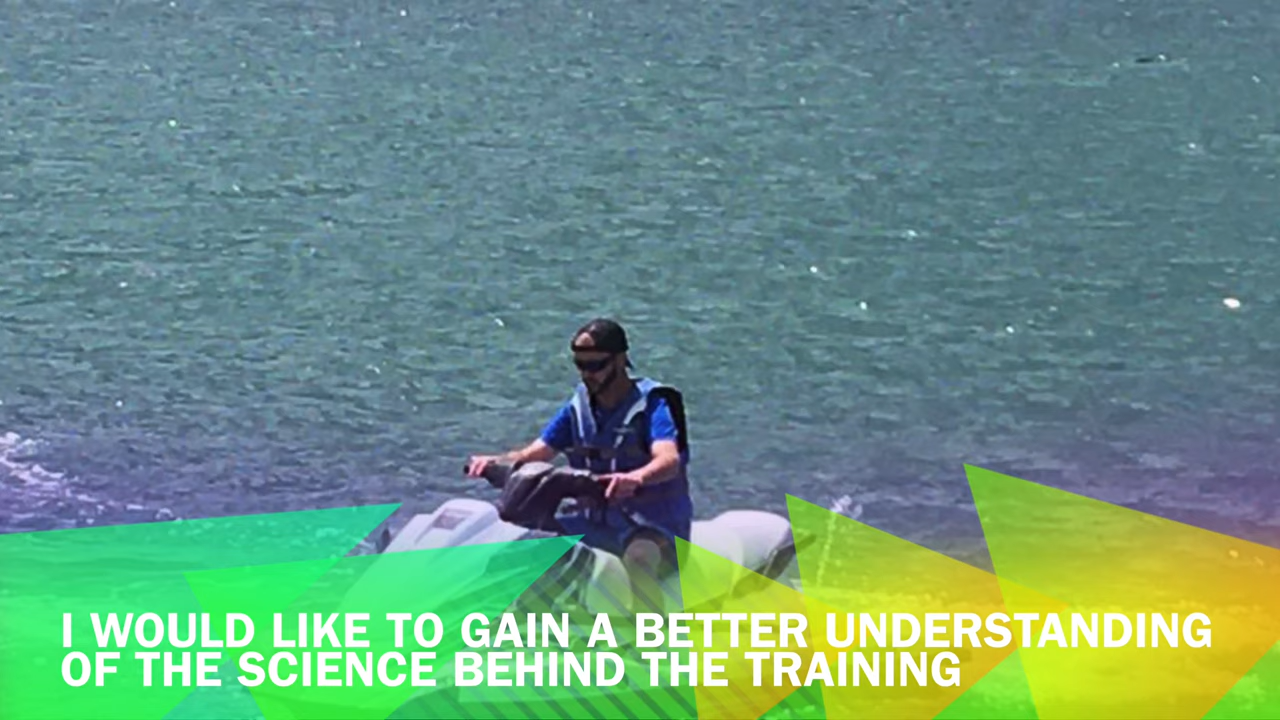 I WOULD LIKE TO GAIN A BETTER UNDERSTANDING
OF THE SCIENCE BEHIND THE TRAINING